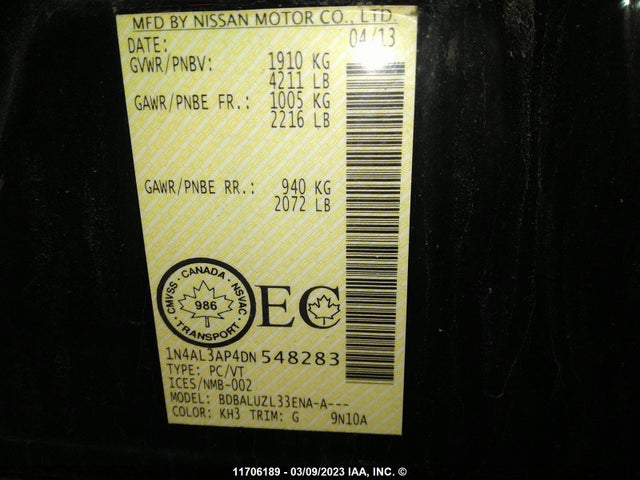 MFD BY NISSAN MOTOR CO., LTD.
DATE: 04/13
GVWR/PNBV: 1910 KG
4211 LB
GAWR/PNBE FR.: 1005 KG
2216 LB
GAWR/PNBE RR.: 940 KG
2072 LB
CMVSS · CANADA · NSVAC
986
· TRANSPORT ·
EC
1N4AL3AP4DN548283
TYPE: PC/VT
ICES/NMB-002
MODEL: BDBALUZL33ENA-A---
COLOR: KH3 TRIM: G 9N10A
11706189 - 03/09/2023 IAA, INC. ©